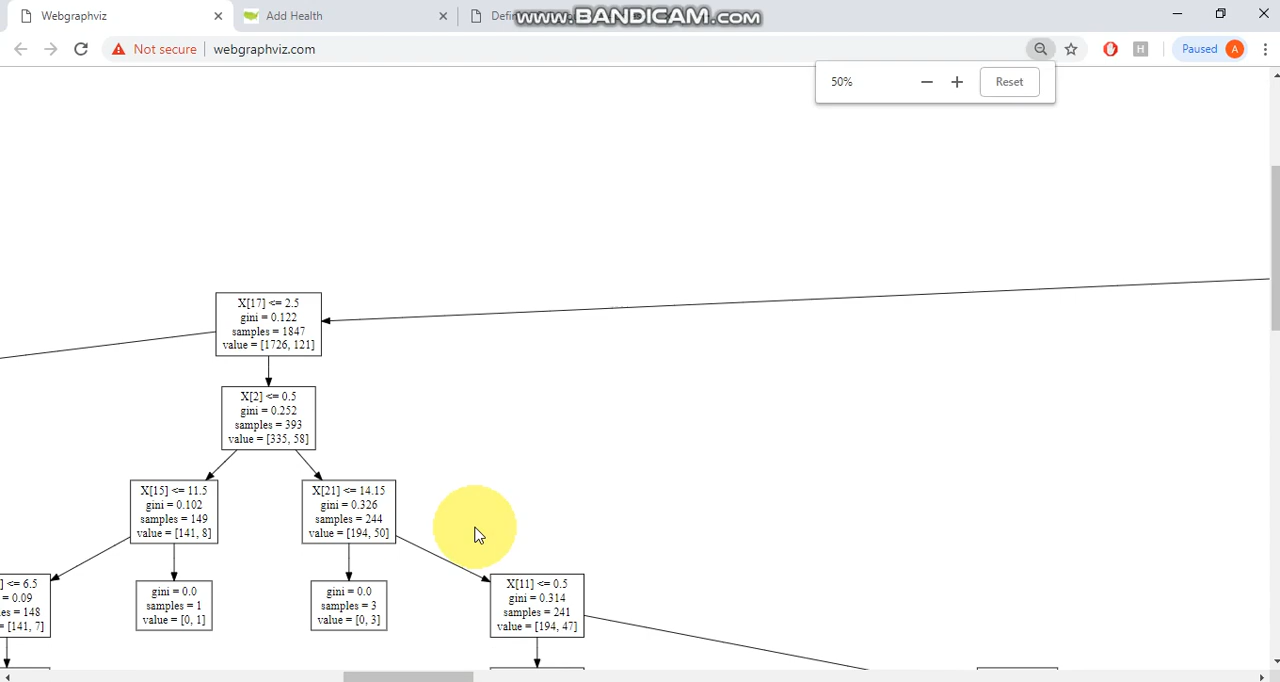 Webgraphviz
Add Health
Defin
www.BANDICAM.com
Not secure
webgraphviz.com
H
Paused
A
50%
Reset
X[17] <= 2.5
gini = 0.122
samples = 1847
value = [1726, 121]
X[2] <= 0.5
gini = 0.252
samples = 393
value = [335, 58]
X[15] <= 11.5
gini = 0.102
samples = 149
value = [141, 8]
X[21] <= 14.15
gini = 0.326
samples = 244
value = [194, 50]
] <= 6.5
= 0.09
es = 148
= [141, 7]
gini = 0.0
samples = 1
value = [0, 1]
gini = 0.0
samples = 3
value = [0, 3]
X[11] <= 0.5
gini = 0.314
samples = 241
value = [194, 47]